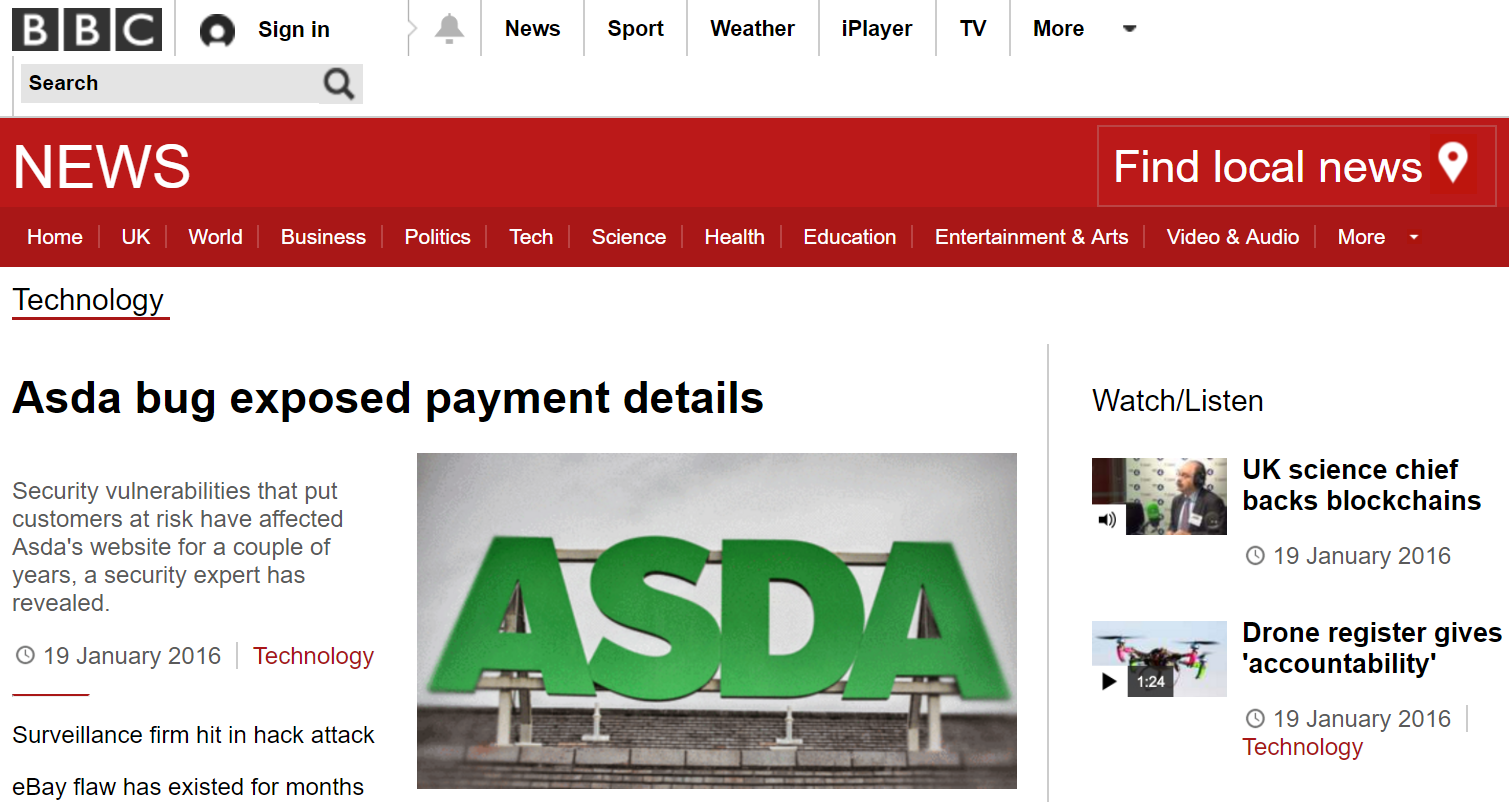 BBC
Sign in
News
Sport
Weather
iPlayer
TV
More
Search
NEWS
Find local news
Home
UK
World
Business
Politics
Tech
Science
Health
Education
Entertainment & Arts
Video & Audio
More
Technology
Asda bug exposed payment details
Security vulnerabilities that put
customers at risk have affected
Asda's website for a couple of
years, a security expert has
revealed.
19 January 2016
Technology
Surveillance firm hit in hack attack
eBay flaw has existed for months
ASDA
Watch/Listen
UK science chief
backs blockchains
19 January 2016
1:24
Drone register gives
'accountability'
19 January 2016
Technology